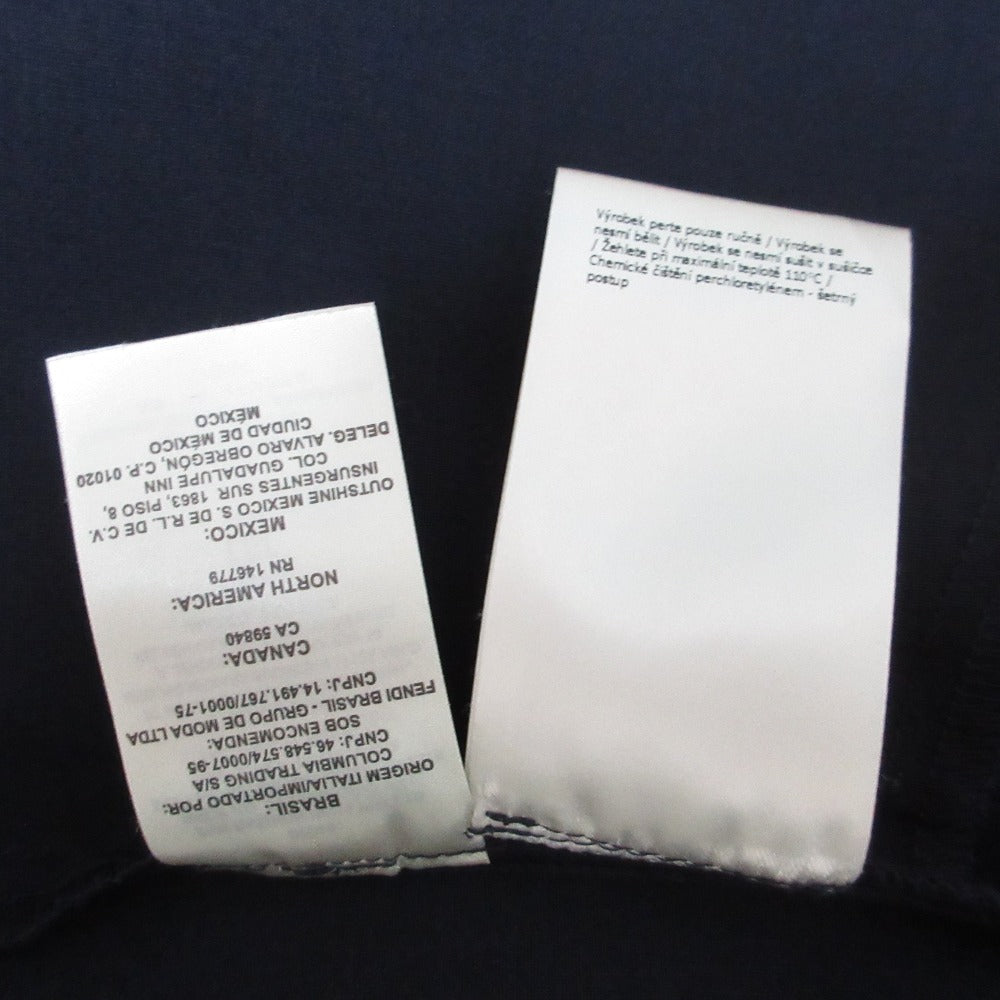 BRASIL:
ORIGEM ITALIA/IMPORTADO POR:
COLUMBIA TRADING S/A
CNPJ: 46.548.574/0007-95
SOB ENCOMENDA:
FENDI BRASIL - GRUPO DE MODA LTDA
CNPJ: 14.491.767/0001-75
CANADA:
CA 59840
NORTH AMERICA:
RN 146779
MEXICO:
OUTSHINE MEXICO S. DE R.L. DE C.V.
INSURGENTES SUR 1863, PISO 8,
COL. GUADALUPE INN
DELEG. ALVARO OBREGÓN, C.P. 01020
CIUDAD DE MÉXICO
MÉXICO
Výrobek perte pouze ručně / Výrobek se
nesmí bělit / Výrobek se nesmí sušit v sušičce
/ Žehlete při maximální teplotě 110°C /
Chemické čištění perchloretylénem - šetrný
postup